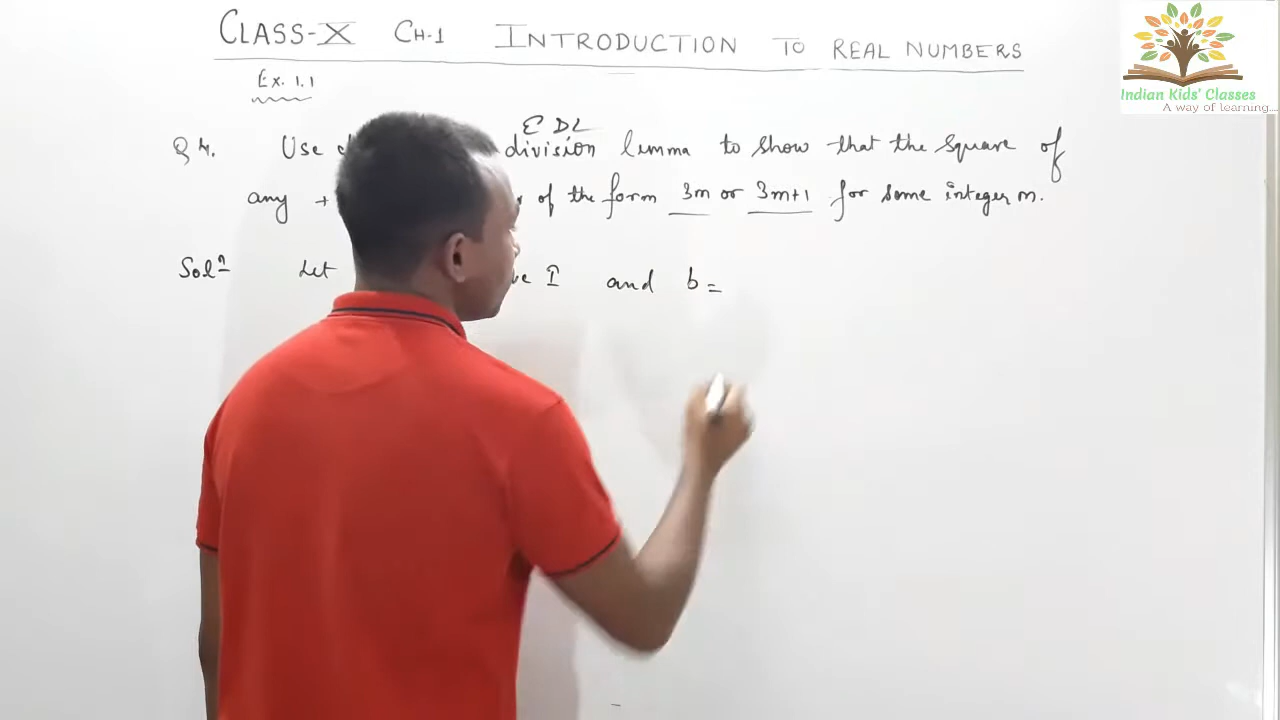 CLASS-X CH-1 INTRODUCTION TO REAL NUMBERS
Ex. 1.1
Indian Kids' Classes
A way of learning....
EDL
Q4. Use division lemma to show that the square of
any + of the form 3m or 3m+1 for some integer m.
Solⁿ Let ve I and b=